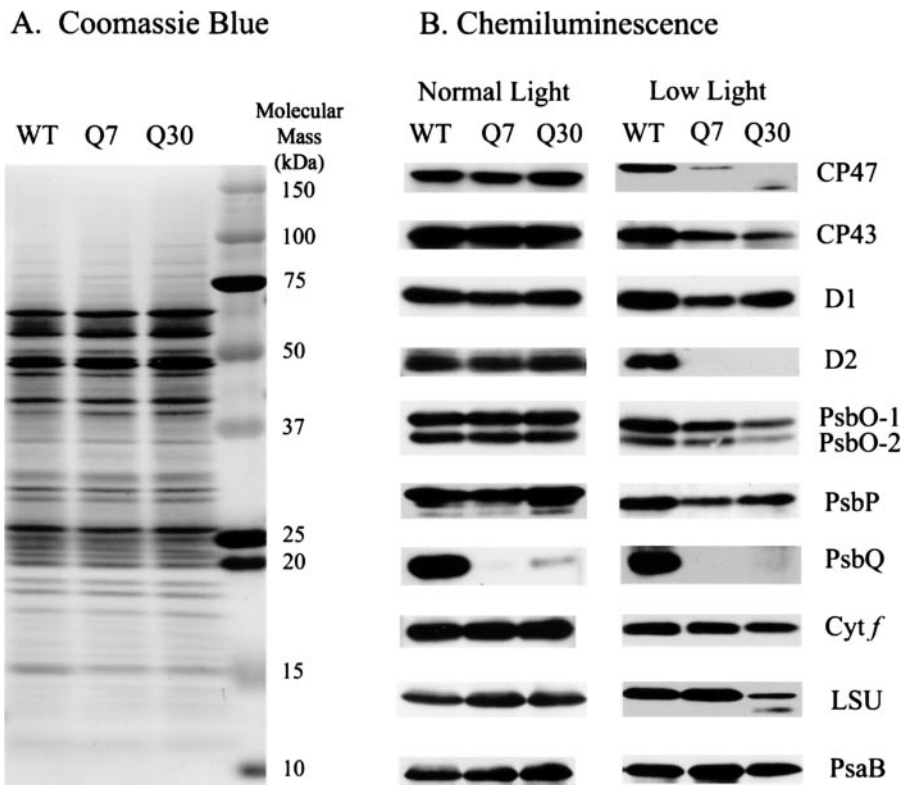 A. Coomassie Blue
B. Chemiluminescence
WT Q7 Q30
Molecular
Mass
(kDa)
150
100
75
50
37
25
20
15
10
Normal Light
Low Light
WT Q7 Q30
WT Q7 Q30
CP47
CP43
D1
D2
PsbO-1
PsbO-2
PsbP
PsbQ
Cyt f
LSU
PsaB